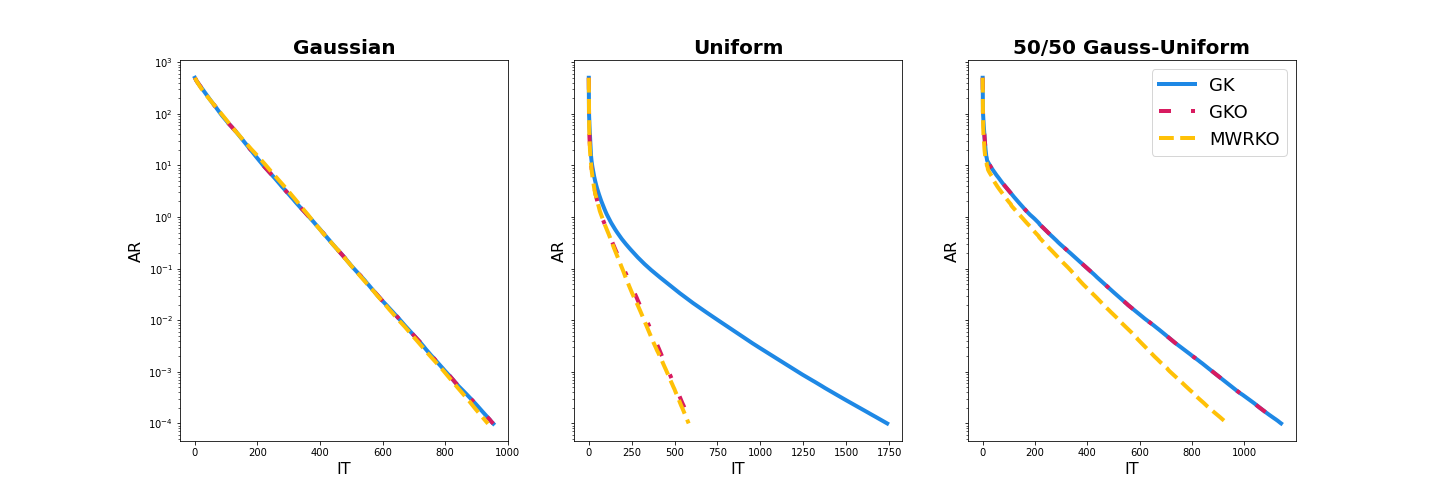 Gaussian
10³
10²
10¹
10⁰
10⁻¹
10⁻²
10⁻³
10⁻⁴
AR
0 200 400 600 800 1000
IT
Uniform
AR
0 250 500 750 1000 1250 1500 1750
IT
50/50 Gauss-Uniform
GK
GKO
MWRKO
AR
0 200 400 600 800 1000
IT